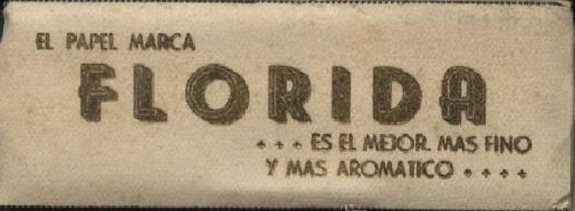 EL PAPEL MARCA
FLORIDA
• • • ES EL MEJOR. MAS FINO
Y MAS AROMATICO • • • •